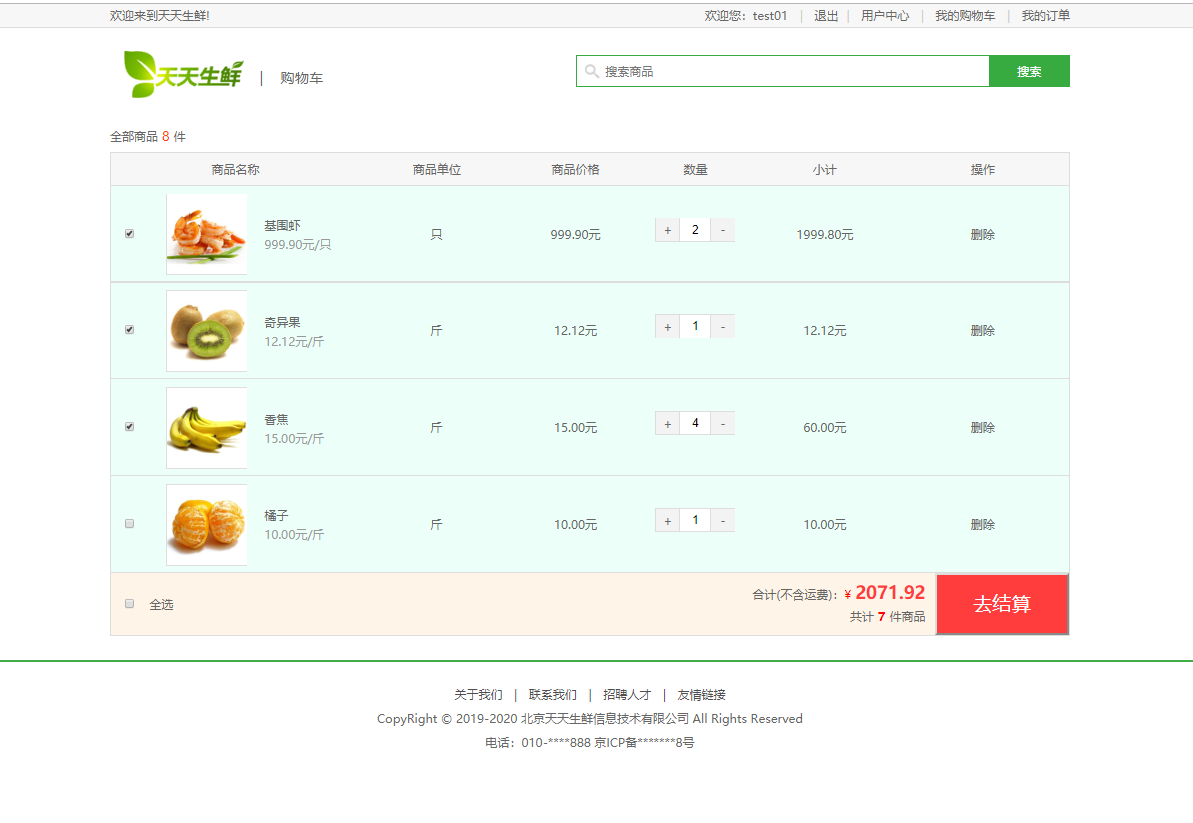 欢迎来到天天生鲜!
欢迎您：test01 | 退出 | 用户中心 | 我的购物车 | 我的订单
天天生鲜 | 购物车
搜索商品 搜索
全部商品 8 件
商品名称 商品单位 商品价格 数量 小计 操作
基围虾
999.90元/只
只 999.90元 + 2 - 1999.80元 删除
奇异果
12.12元/斤
斤 12.12元 + 1 - 12.12元 删除
香焦
15.00元/斤
斤 15.00元 + 4 - 60.00元 删除
橘子
10.00元/斤
斤 10.00元 + 1 - 10.00元 删除
全选
合计(不含运费)：¥ 2071.92
共计 7 件商品
去结算
关于我们 | 联系我们 | 招聘人才 | 友情链接
CopyRight © 2019-2020 北京天天生鲜信息技术有限公司 All Rights Reserved
电话：010-****888 京ICP备*******8号